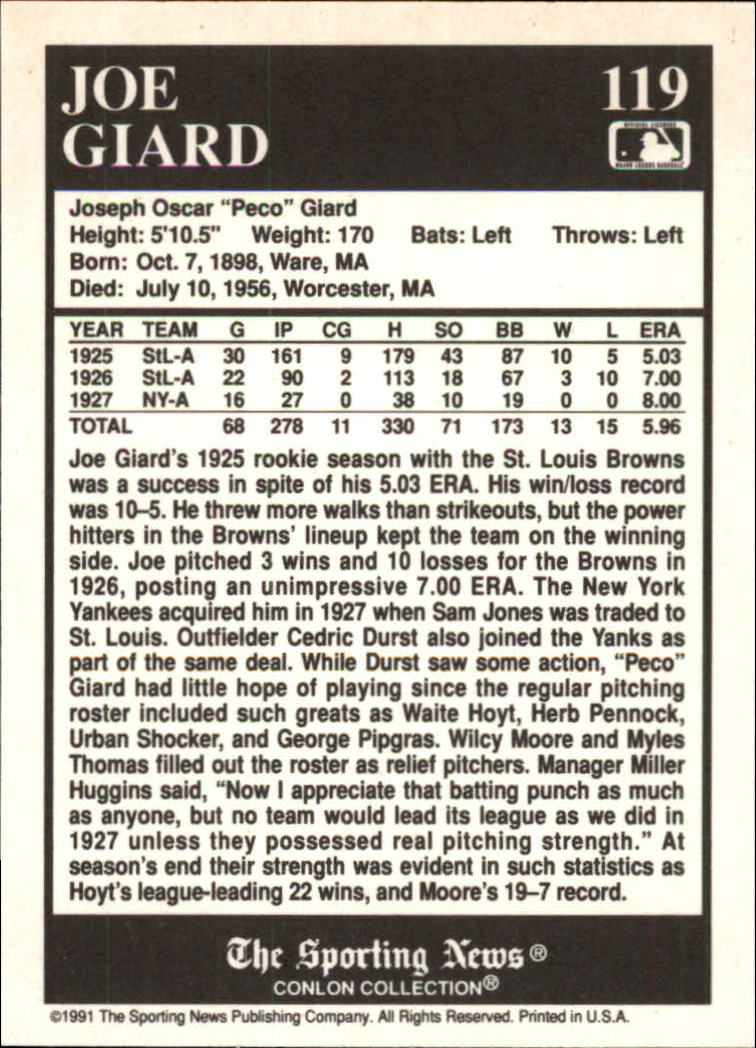 JOE
GIARD
119
Joseph Oscar “Peco” Giard
Height: 5'10.5" Weight: 170 Bats: Left Throws: Left
Born: Oct. 7, 1898, Ware, MA
Died: July 10, 1956, Worcester, MA
YEAR TEAM G IP CG H SO BB W L ERA
1925 StL-A 30 161 9 179 43 87 10 5 5.03
1926 StL-A 22 90 2 113 18 67 3 10 7.00
1927 NY-A 16 27 0 38 10 19 0 0 8.00
TOTAL 68 278 11 330 71 173 13 15 5.96
Joe Giard's 1925 rookie season with the St. Louis Browns
was a success in spite of his 5.03 ERA. His win/loss record
was 10–5. He threw more walks than strikeouts, but the power
hitters in the Browns' lineup kept the team on the winning
side. Joe pitched 3 wins and 10 losses for the Browns in
1926, posting an unimpressive 7.00 ERA. The New York
Yankees acquired him in 1927 when Sam Jones was traded to
St. Louis. Outfielder Cedric Durst also joined the Yanks as
part of the same deal. While Durst saw some action, “Peco”
Giard had little hope of playing since the regular pitching
roster included such greats as Waite Hoyt, Herb Pennock,
Urban Shocker, and George Pipgras. Wilcy Moore and Myles
Thomas filled out the roster as relief pitchers. Manager Miller
Huggins said, “Now I appreciate that batting punch as much
as anyone, but no team would lead its league as we did in
1927 unless they possessed real pitching strength.” At
season's end their strength was evident in such statistics as
Hoyt's league-leading 22 wins, and Moore's 19–7 record.
The Sporting News®
CONLON COLLECTION®
©1991 The Sporting News Publishing Company. All Rights Reserved. Printed in U.S.A.